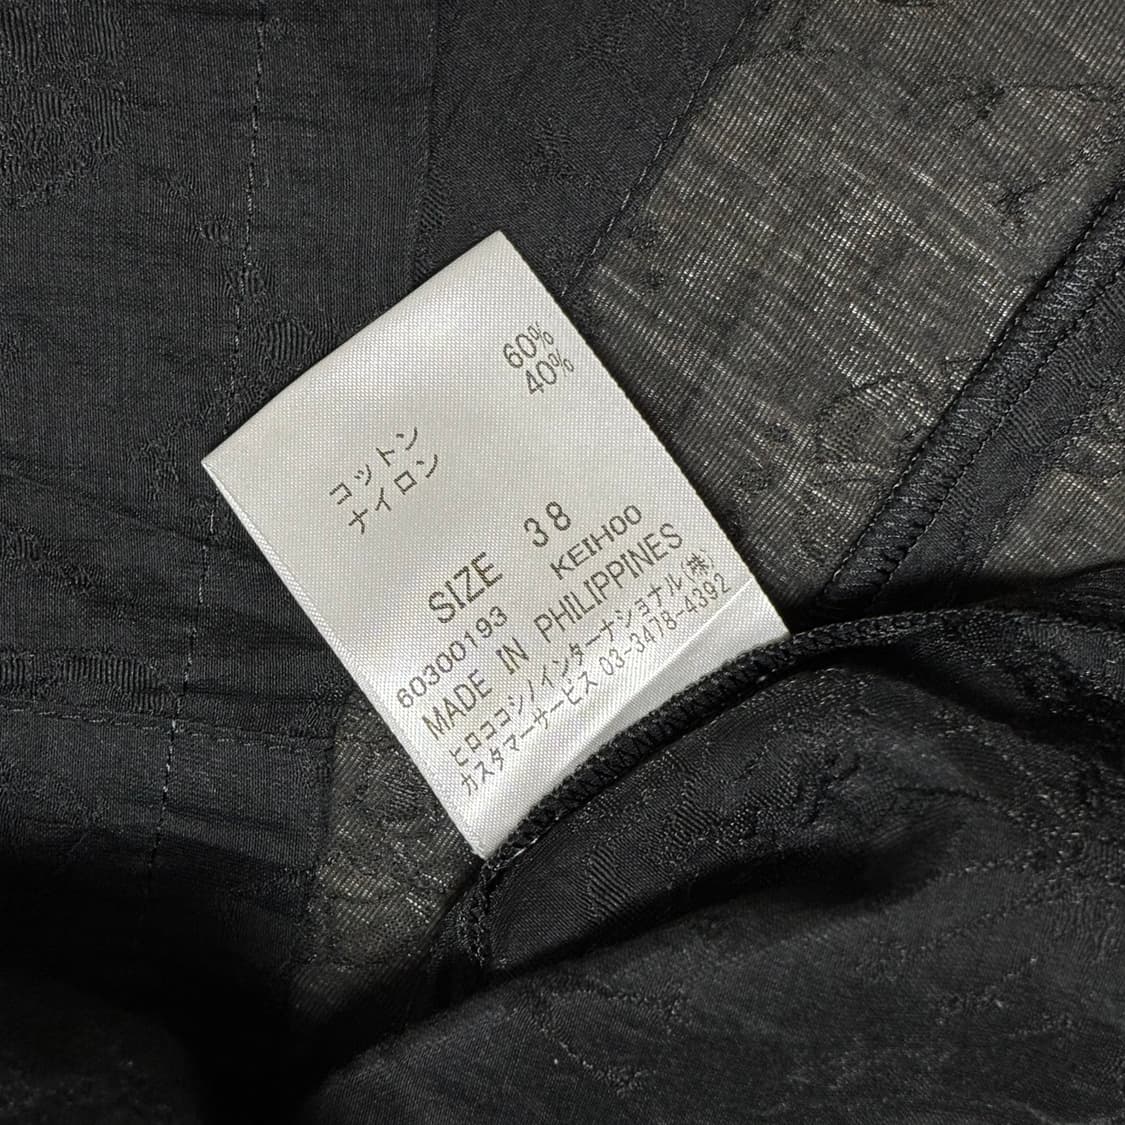 コットン 60%
ナイロン 40%
SIZE 38
60300193 KEIHOO
MADE IN PHILIPPINES
ヒロココシノインターナショナル(株)
カスタマーサービス 03-3478-4392